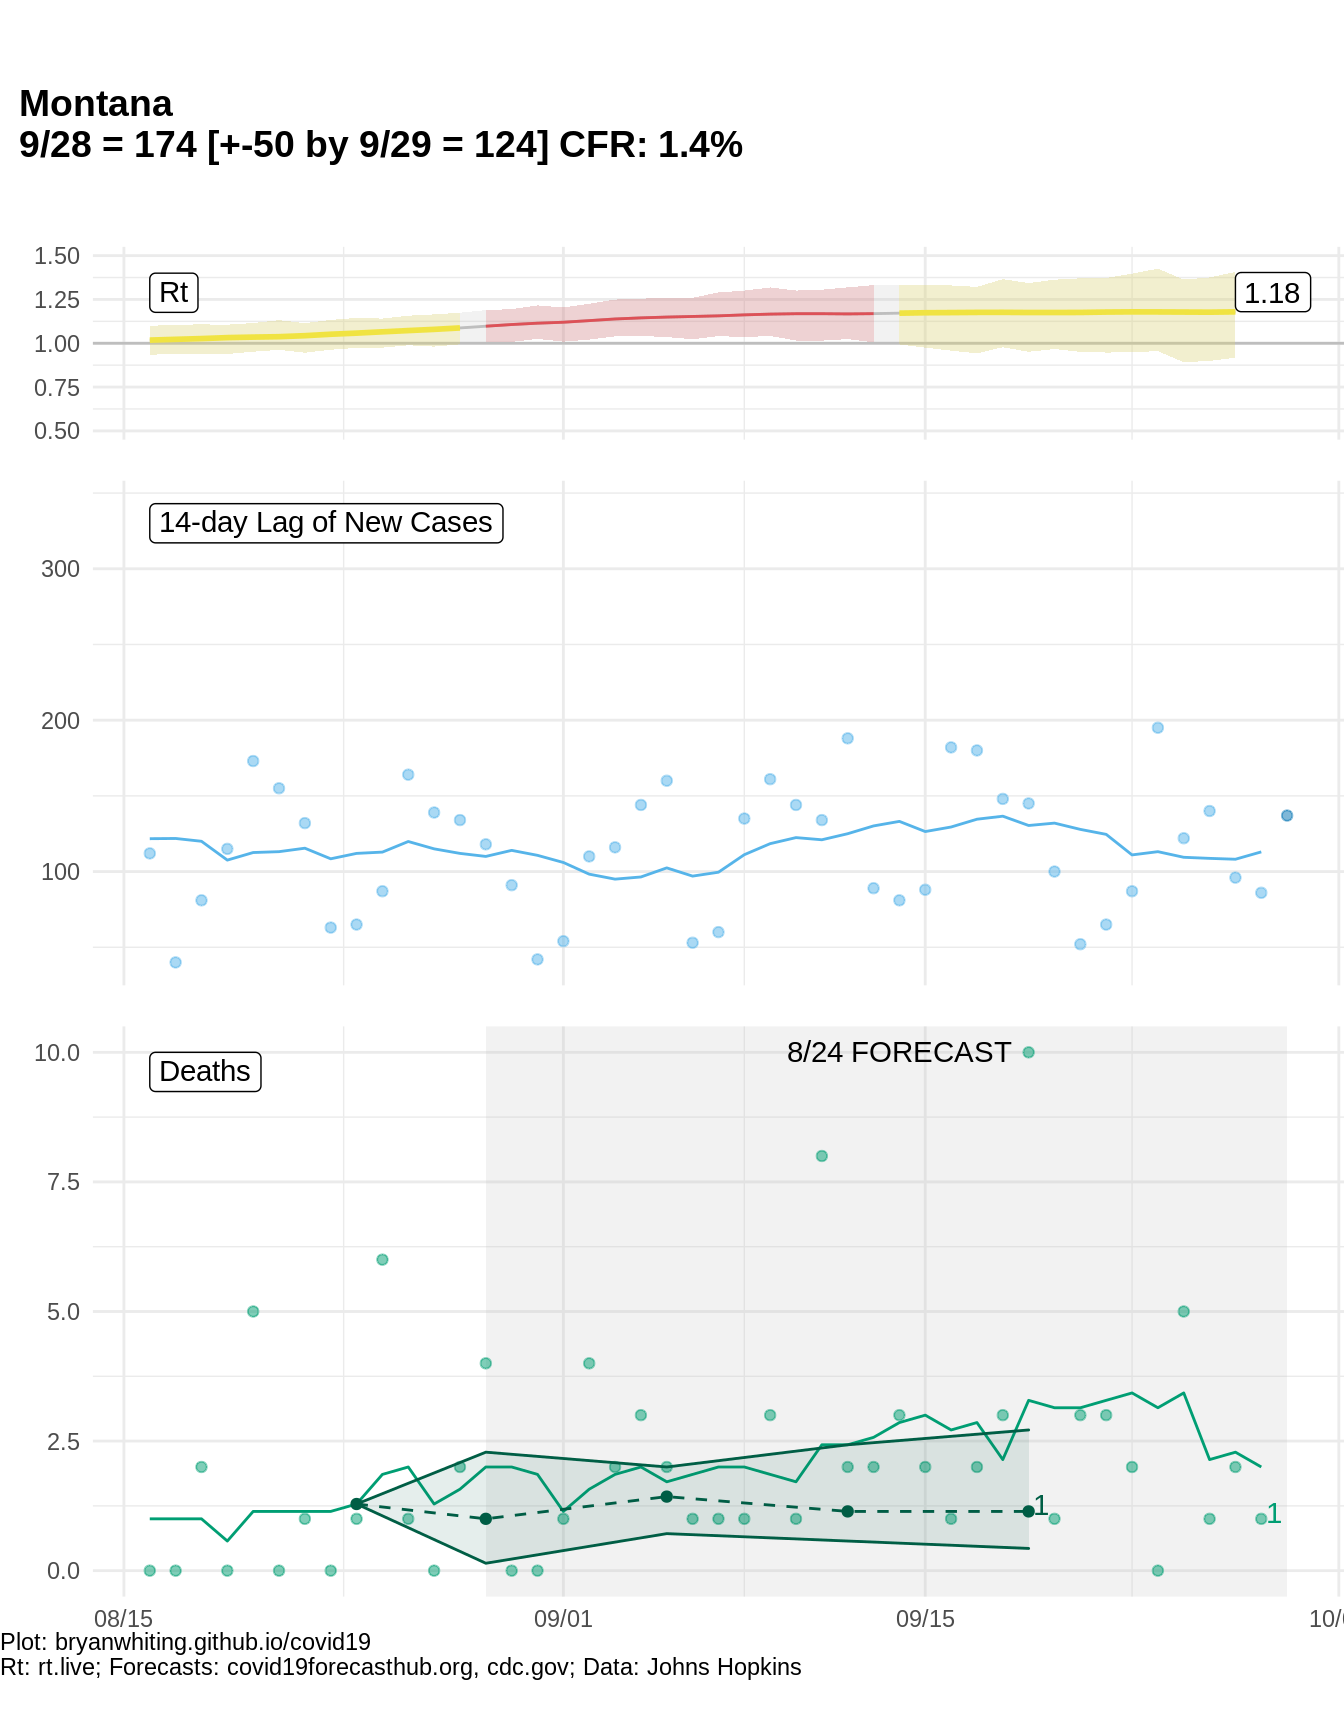 Montana
9/28 = 174 [+-50 by 9/29 = 124] CFR: 1.4%
1.50
1.25
1.00
0.75
0.50
Rt
1.18
14-day Lag of New Cases
300
200
100
10.0
7.5
5.0
2.5
0.0
Deaths
8/24 FORECAST
1
1
08/15
09/01
09/15
Plot: bryanwhiting.github.io/covid19
Rt: rt.live; Forecasts: covid19forecasthub.org, cdc.gov; Data: Johns Hopkins